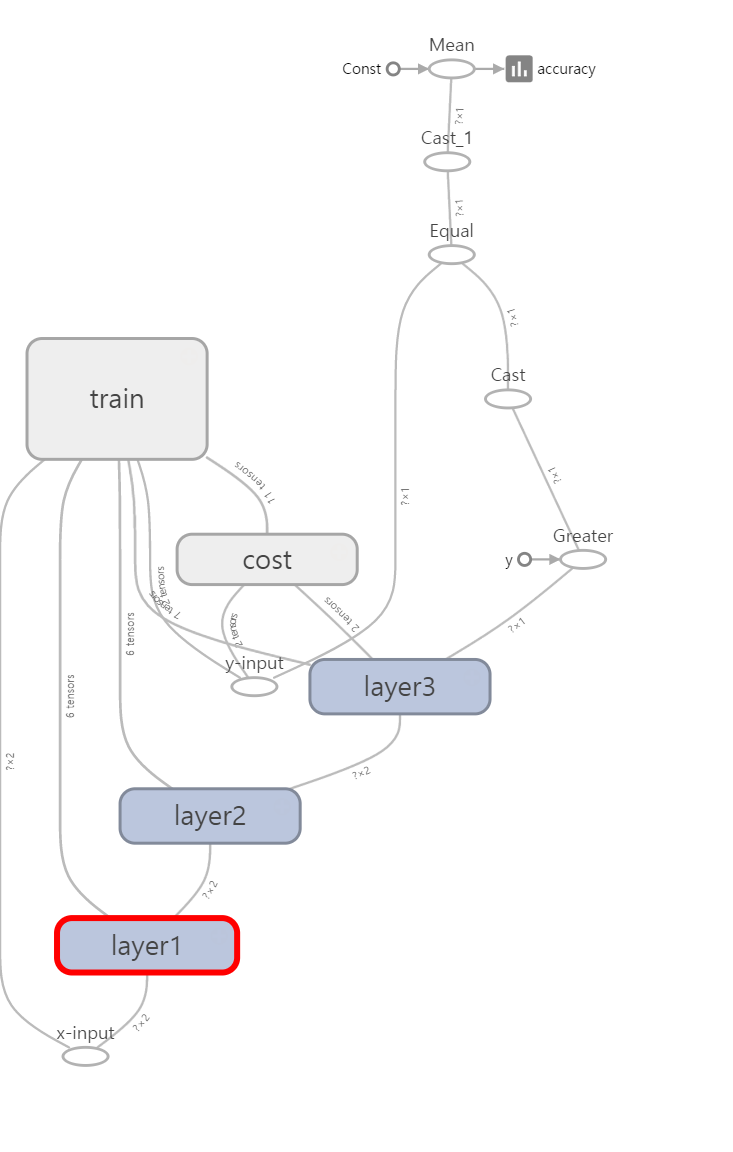 Mean
Const
accuracy
?×1
Cast_1
?×1
Equal
?×1
Cast
train
11 tensors
?×1
?×1
Greater
y
cost
2 tensors
7 tensors
2 tensors
2 tensors
6 tensors
?×1
y-input
layer3
6 tensors
?×2
?×2
layer2
?×2
layer1
?×2
x-input